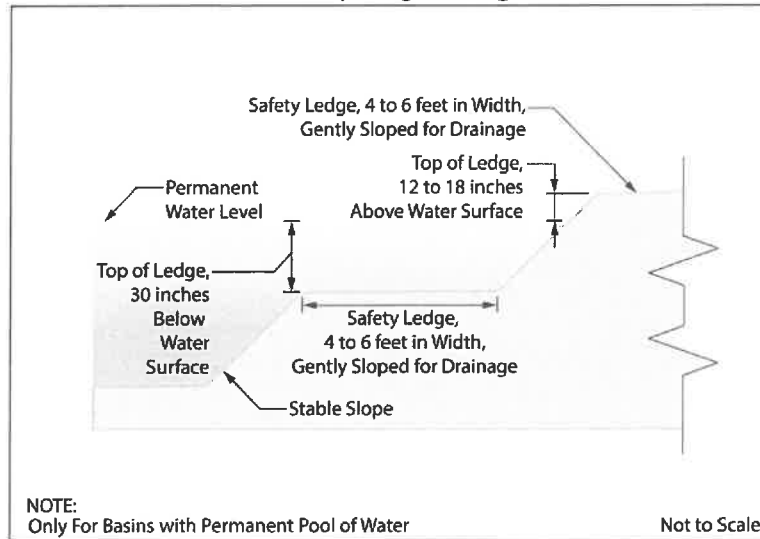 Safety Ledge, 4 to 6 feet in Width,
Gently Sloped for Drainage
Top of Ledge,
12 to 18 inches
Above Water Surface
Permanent
Water Level
Top of Ledge,
30 inches
Below
Water
Surface
Safety Ledge,
4 to 6 feet in Width,
Gently Sloped for Drainage
Stable Slope
NOTE:
Only For Basins with Permanent Pool of Water
Not to Scale